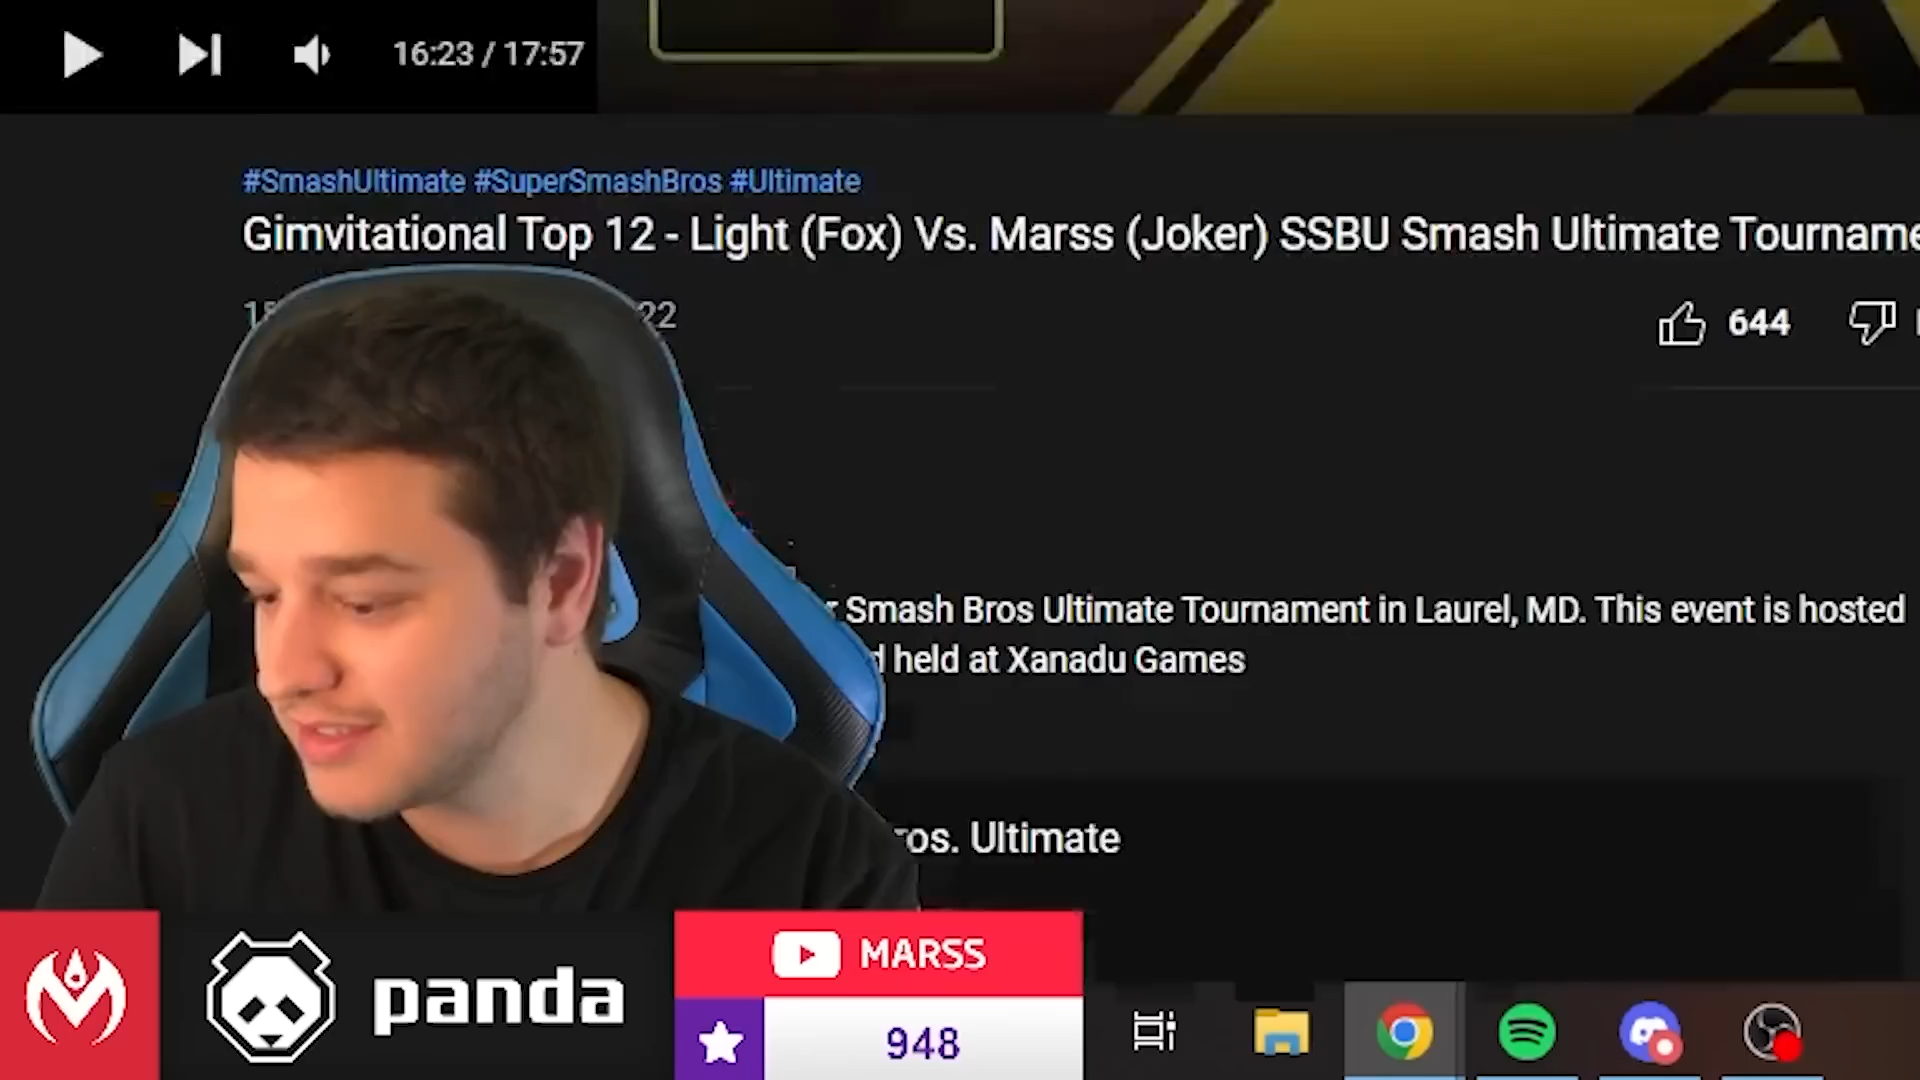 16:23 / 17:57
#SmashUltimate #SuperSmashBros #Ultimate
Gimvitational Top 12 - Light (Fox) Vs. Marss (Joker) SSBU Smash Ultimate Tourname
22
644
Smash Bros Ultimate Tournament in Laurel, MD. This event is hosted
held at Xanadu Games
ros. Ultimate
panda
MARSS
948